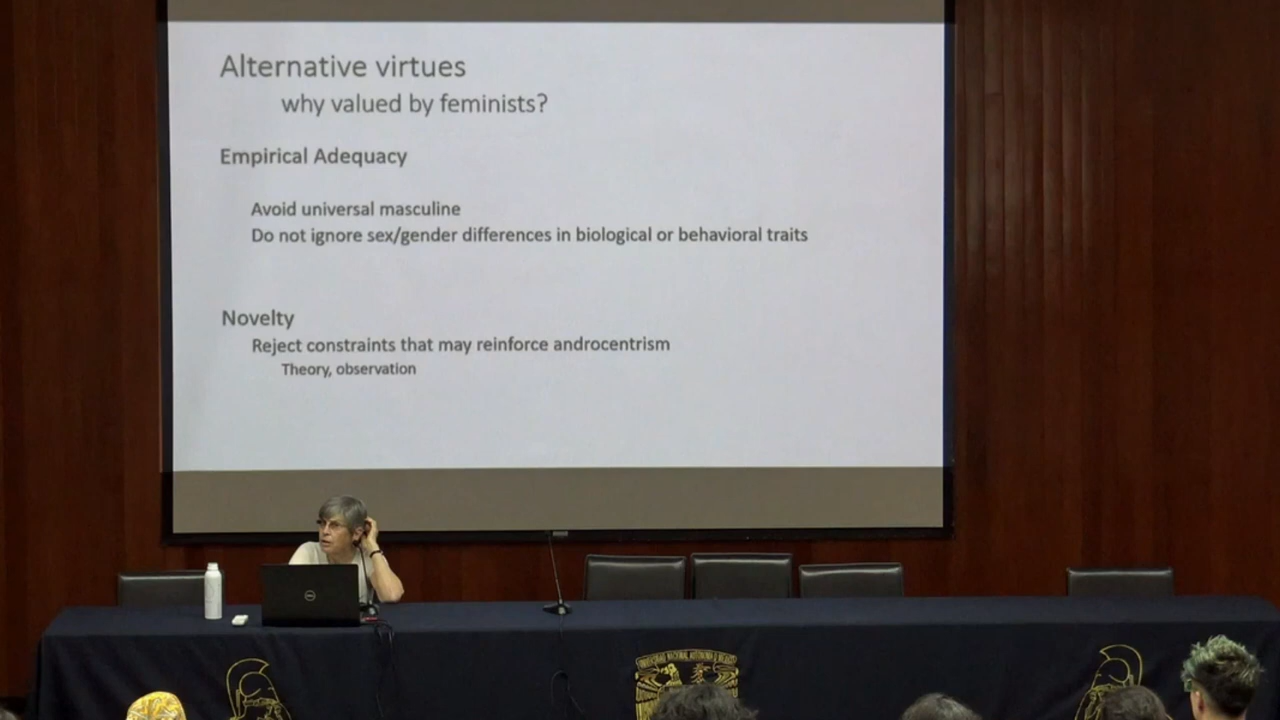 Alternative virtues
why valued by feminists?
Empirical Adequacy
Avoid universal masculine
Do not ignore sex/gender differences in biological or behavioral traits
Novelty
Reject constraints that may reinforce androcentrism
Theory, observation
DELL